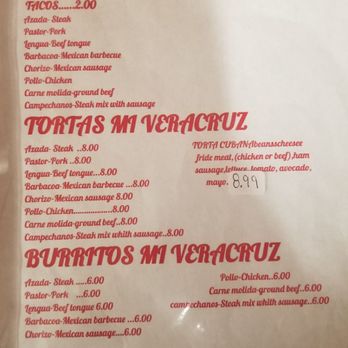 TACOS......2.00
Azada- Steak
Pastor-Pork
Lengua-Beef tongue
Barbacoa-Mexican barbecue
Chorizo-Mexican sausage
Pollo-Chicken
Carne molida-ground beef
Campechanos-Steak mix with sausage
TORTAS MI VERACRUZ
Azada- Steak ..8.00
Pastor-Pork ..8.00
Lengua-Beef tongue...8.00
Barbacoa-Mexican barbecue ...8.00
Chorizo-Mexican sausage 8.00
Pollo-Chicken..................8.00
Carne molida-ground beef..8.00
Campechanos-Steak mix whith sausage..8.00
TORTA CUBANAbeansscheesee
fride meat, (chicken or beef),ham
sausage,lettuce, tomato, avocado,
mayo. 8.99
BURRITOS MI VERACRUZ
Azada- Steak .....6.00
Pastor-Pork ...6.00
Lengua-Beef tongue 6.00
Barbacoa-Mexican barbecue ...6.00
Chorizo-Mexican sausage....6.00
Pollo-Chicken..6.00
Carne molida-ground beef..6.00
campechanos-Steak mix whith sausage..6.00